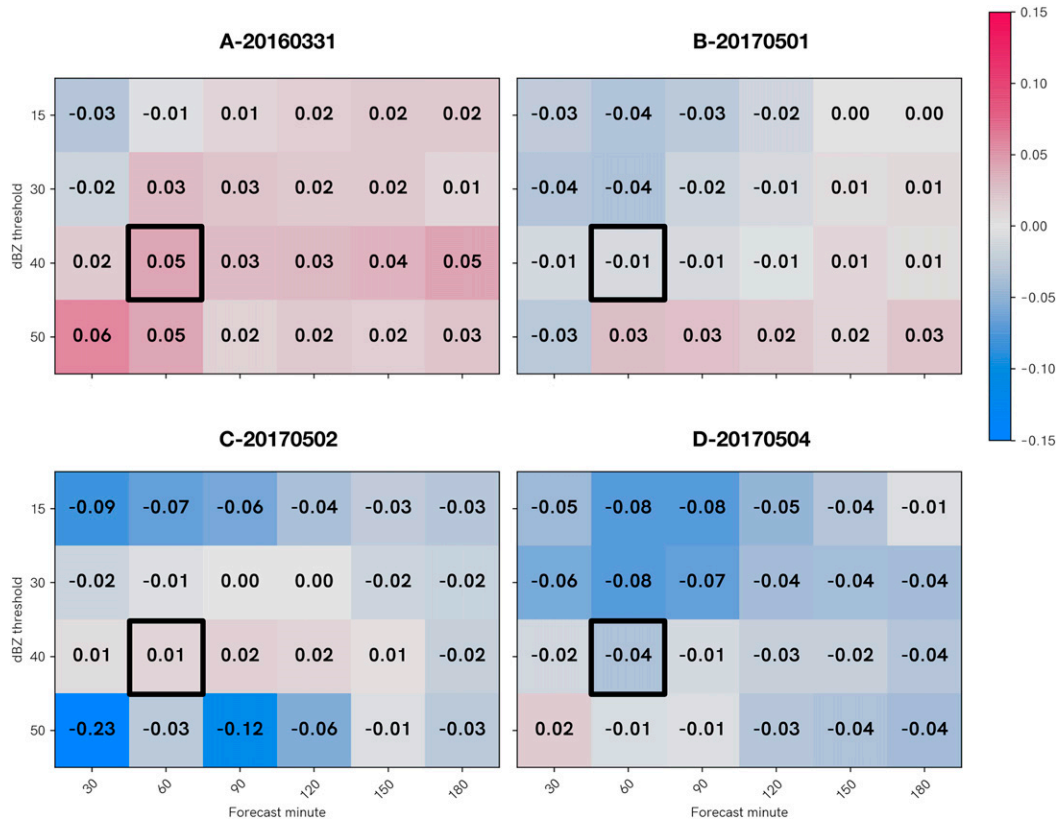 A-20160331
15 -0.03 -0.01 0.01 0.02 0.02 0.02
30 -0.02 0.03 0.03 0.02 0.02 0.01
40 0.02 0.05 0.03 0.03 0.04 0.05
50 0.06 0.05 0.02 0.02 0.02 0.03
dBZ threshold
B-20170501
-0.03 -0.04 -0.03 -0.02 0.00 0.00
-0.04 -0.04 -0.02 -0.01 0.01 0.01
-0.01 -0.01 -0.01 -0.01 0.01 0.01
-0.03 0.03 0.03 0.02 0.02 0.03
0.15
0.10
0.05
0.00
-0.05
-0.10
-0.15
C-20170502
15 -0.09 -0.07 -0.06 -0.04 -0.03 -0.03
30 -0.02 -0.01 0.00 0.00 -0.02 -0.02
40 0.01 0.01 0.02 0.02 0.01 -0.02
50 -0.23 -0.03 -0.12 -0.06 -0.01 -0.03
dBZ threshold
30 60 90 120 150 180
Forecast minute
D-20170504
-0.05 -0.08 -0.08 -0.05 -0.04 -0.01
-0.06 -0.08 -0.07 -0.04 -0.04 -0.04
-0.02 -0.04 -0.01 -0.03 -0.02 -0.04
0.02 -0.01 -0.01 -0.03 -0.04 -0.04
30 60 90 120 150 180
Forecast minute